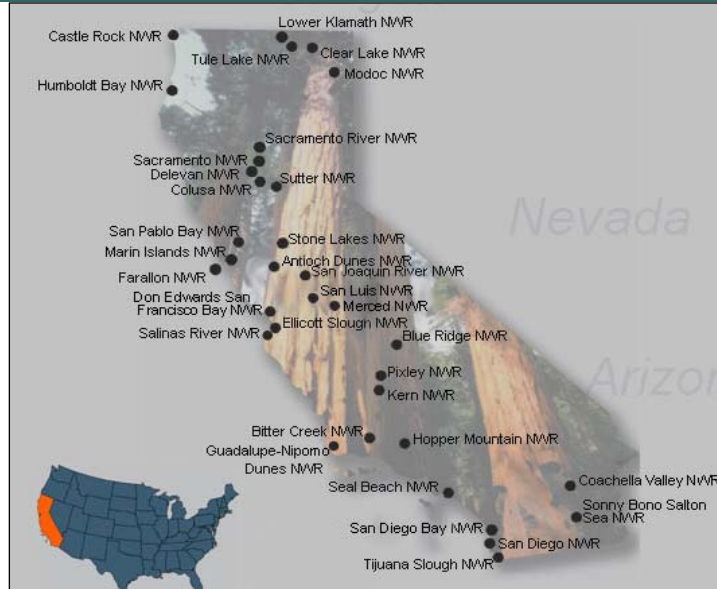 Lower Klamath NWR
Castle Rock NWR
Tule Lake NWR
Clear Lake NWR
Modoc NWR
Humboldt Bay NWR
Sacramento River NWR
Sacramento NWR
Delevan NWR
Colusa NWR
Sutter NWR
Nevada
San Pablo Bay NWR
Stone Lakes NWR
Marin Islands NWR
Antioch Dunes NWR
Farallon NWR
San Joaquin River NWR
Don Edwards San
Francisco Bay NWR
San Luis NWR
Merced NWR
Ellicott Slough NWR
Salinas River NWR
Blue Ridge NWR
Arizon
Pixley NWR
Kern NWR
Bitter Creek NWR
Hopper Mountain NWR
Guadalupe-Nipomo
Dunes NWR
Seal Beach NWR
Coachella Valley NWR
Sonny Bono Salton
Sea NWR
San Diego Bay NWR
San Diego NWR
Tijuana Slough NWR